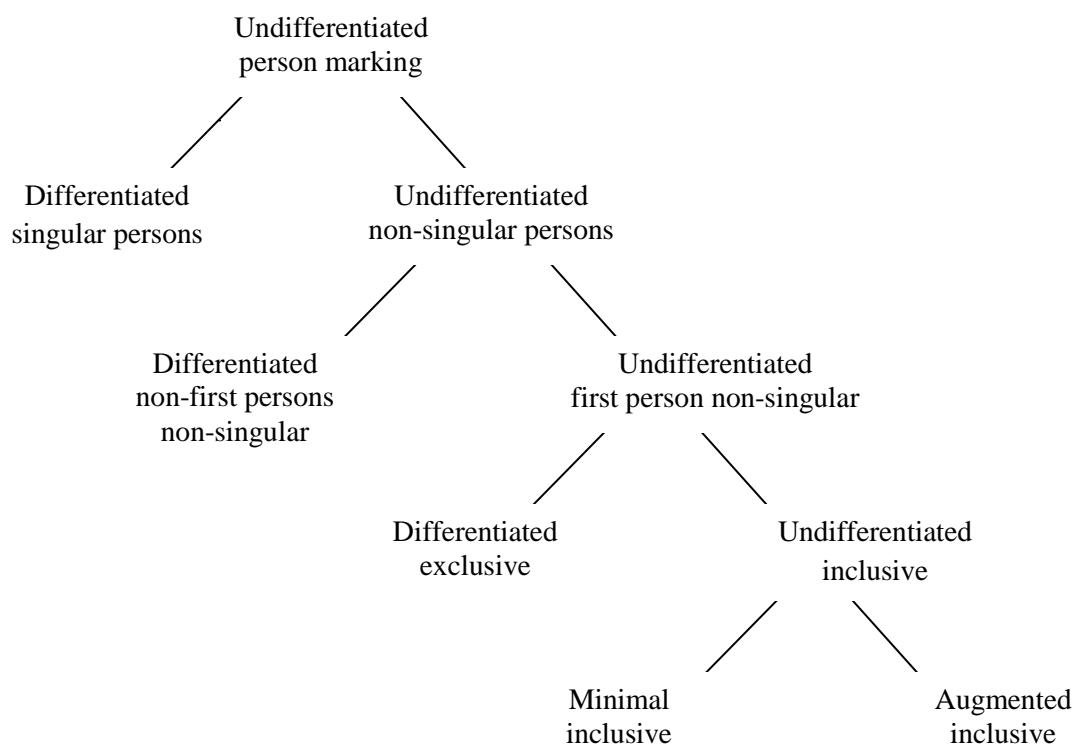 Undifferentiated
person marking
Differentiated
singular persons
Undifferentiated
non-singular persons
Differentiated
non-first persons
non-singular
Undifferentiated
first person non-singular
Differentiated
exclusive
Undifferentiated
inclusive
Minimal
inclusive
Augmented
inclusive